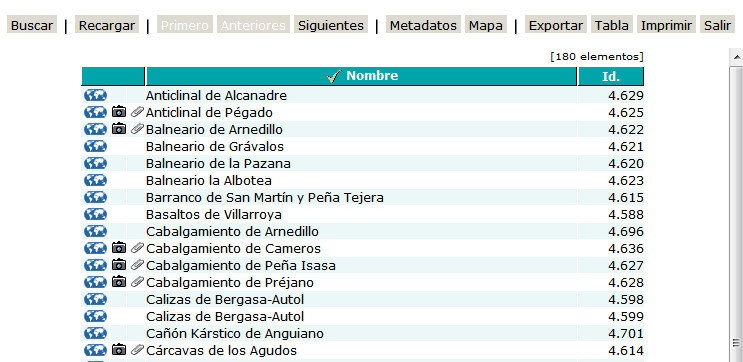 Buscar | Recargar | Primero Anteriores Siguientes | Metadatos Mapa | Exportar Tabla Imprimir Salir
[180 elementos]
Nombre Id.
Anticlinal de Alcanadre 4.629
Anticlinal de Pégado 4.625
Balneario de Arnedillo 4.622
Balneario de Grávalos 4.621
Balneario de la Pazana 4.620
Balneario la Albotea 4.623
Barranco de San Martín y Peña Tejera 4.615
Basaltos de Villarroya 4.588
Cabalgamiento de Arnedillo 4.696
Cabalgamiento de Cameros 4.636
Cabalgamiento de Peña Isasa 4.627
Cabalgamiento de Préjano 4.628
Calizas de Bergasa-Autol 4.598
Calizas de Bergasa-Autol 4.599
Cañón Kárstico de Anguiano 4.701
Cárcavas de los Agudos 4.614